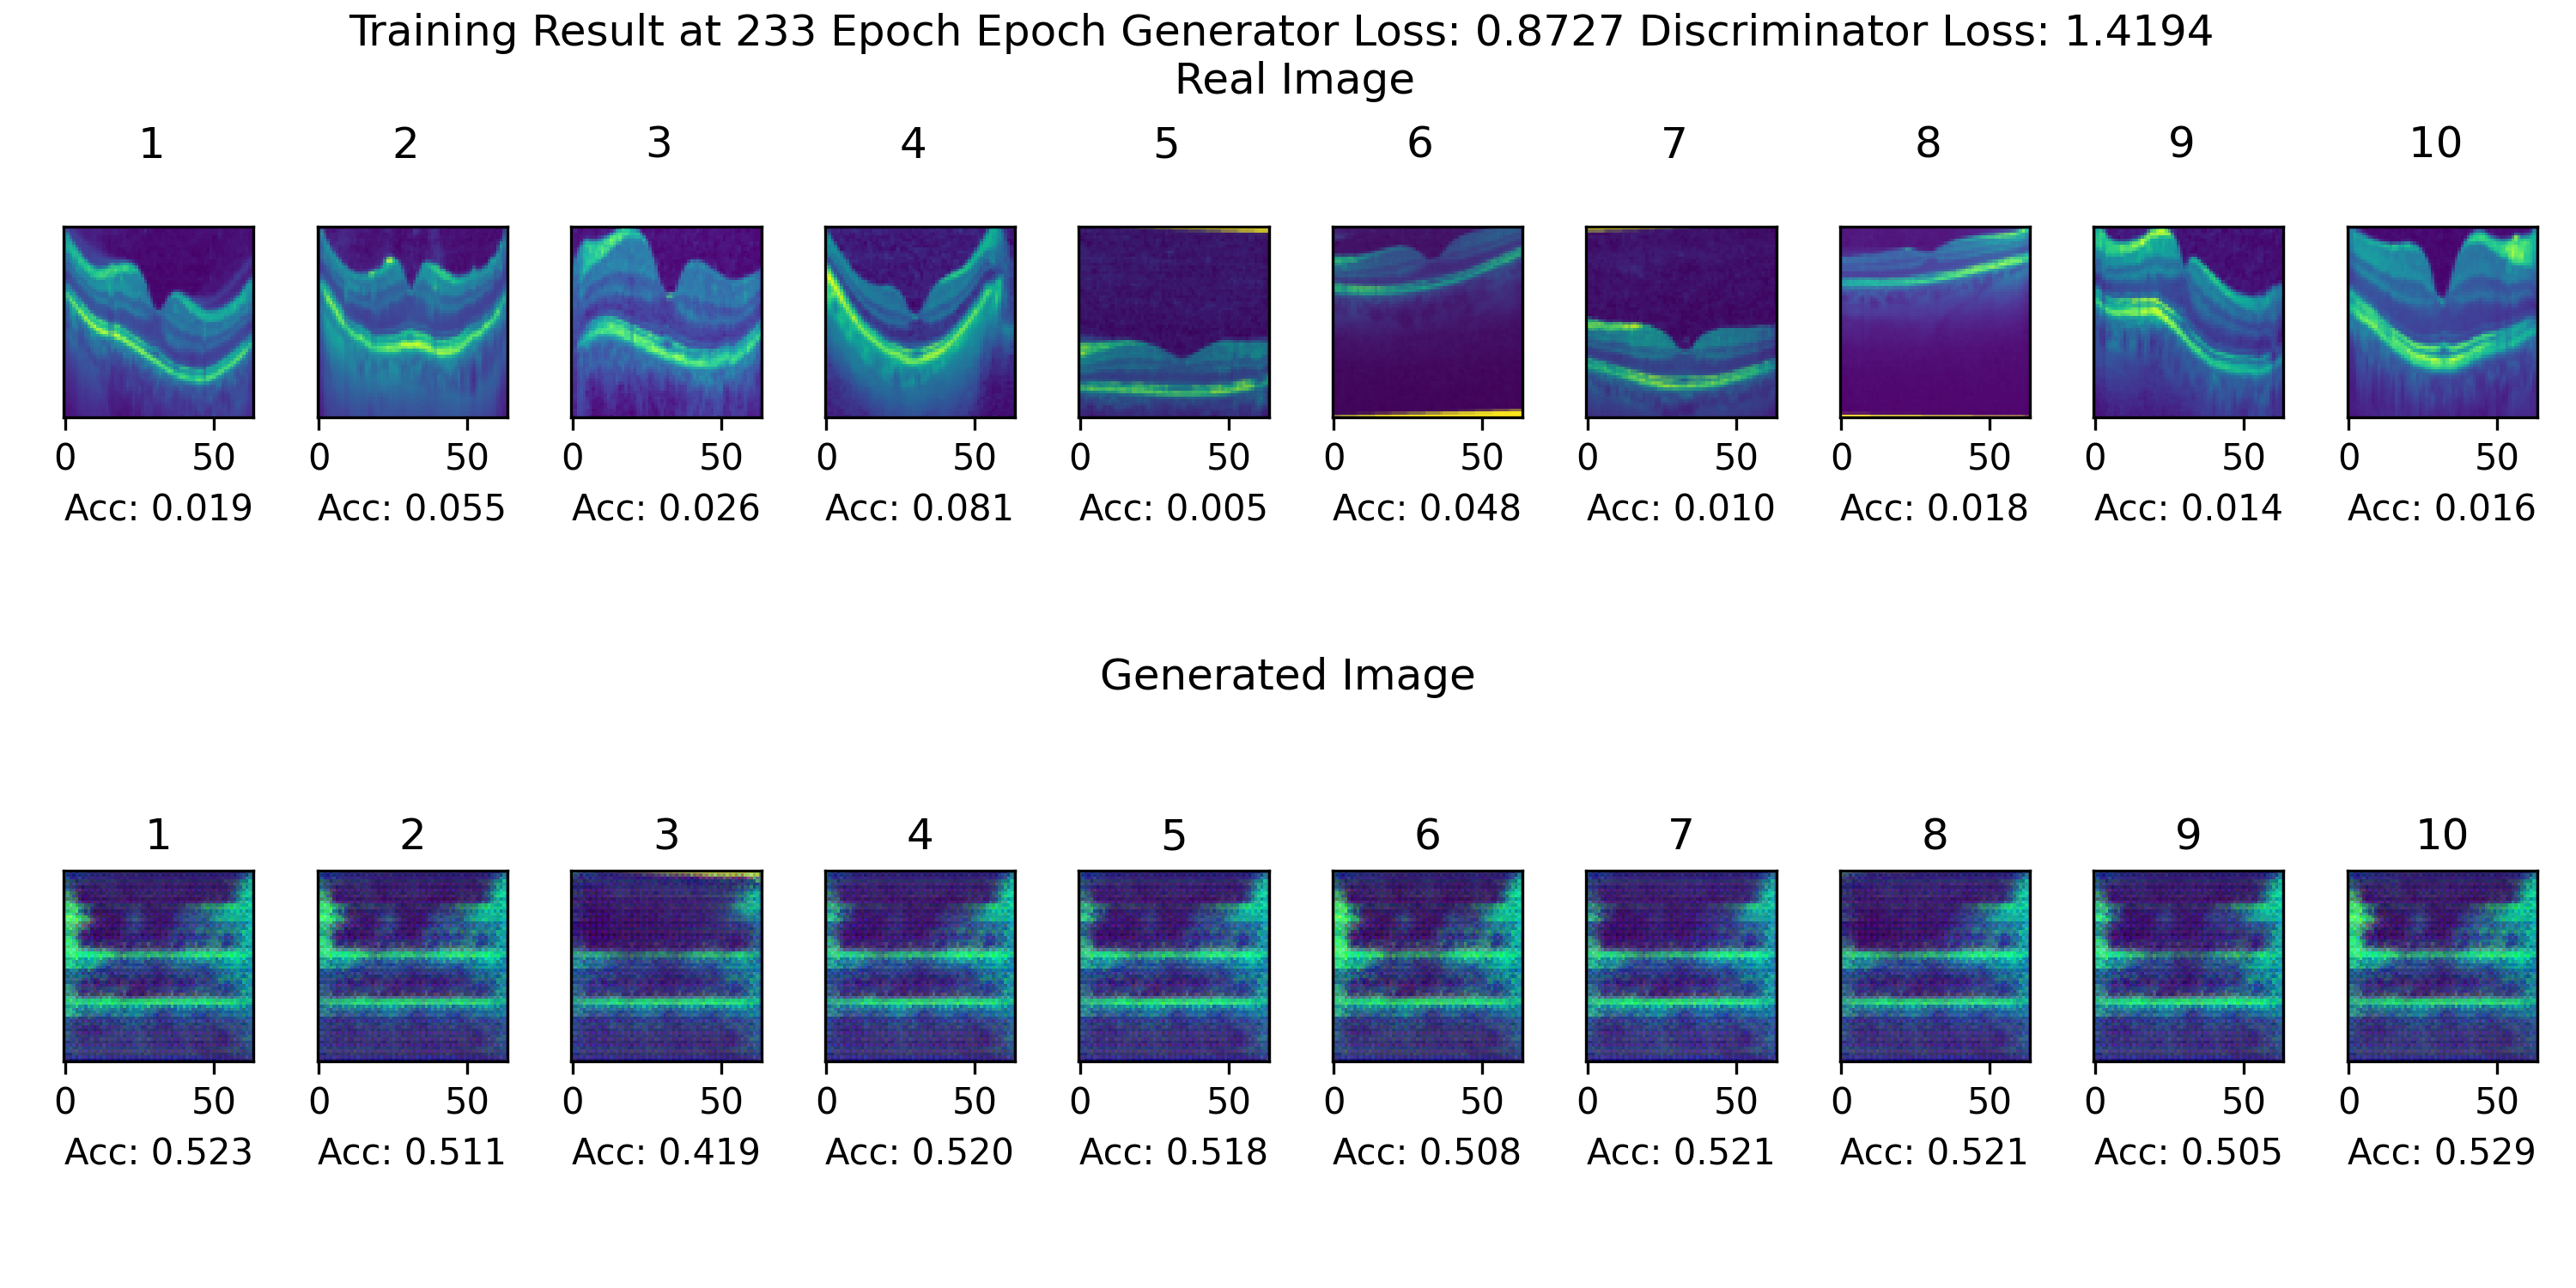 Training Result at 233 Epoch Epoch Generator Loss: 0.8727 Discriminator Loss: 1.4194
Real Image
1 2 3 4 5 6 7 8 9 10
0 50 0 50 0 50 0 50 0 50 0 50 0 50 0 50 0 50 0 50
Acc: 0.019 Acc: 0.055 Acc: 0.026 Acc: 0.081 Acc: 0.005 Acc: 0.048 Acc: 0.010 Acc: 0.018 Acc: 0.014 Acc: 0.016
Generated Image
1 2 3 4 5 6 7 8 9 10
0 50 0 50 0 50 0 50 0 50 0 50 0 50 0 50 0 50 0 50
Acc: 0.523 Acc: 0.511 Acc: 0.419 Acc: 0.520 Acc: 0.518 Acc: 0.508 Acc: 0.521 Acc: 0.521 Acc: 0.505 Acc: 0.529